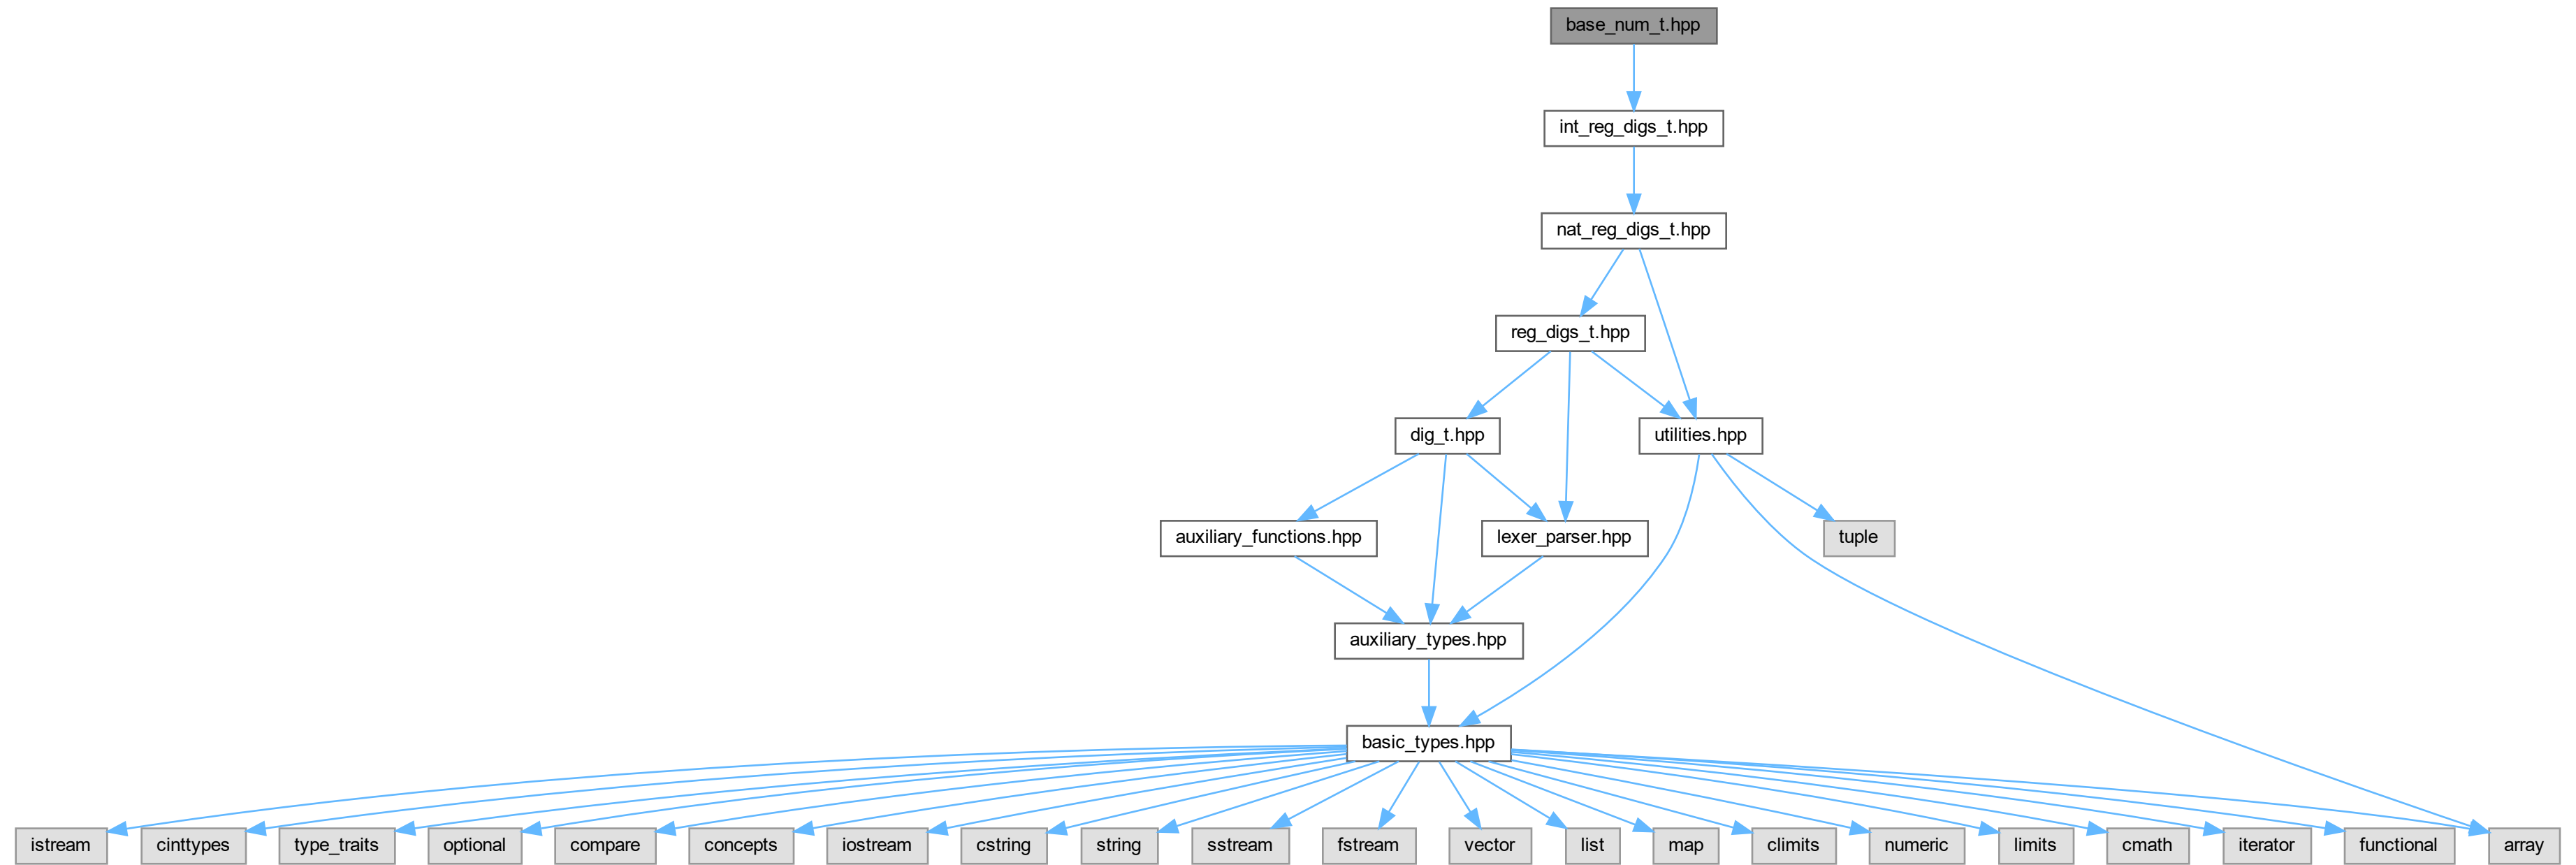 base_num_t.hpp
int_reg_digs_t.hpp
nat_reg_digs_t.hpp
reg_digs_t.hpp
dig_t.hpp
utilities.hpp
auxiliary_functions.hpp
lexer_parser.hpp
tuple
auxiliary_types.hpp
basic_types.hpp
istream
cinttypes
type_traits
optional
compare
concepts
iostream
cstring
string
sstream
fstream
vector
list
map
climits
numeric
limits
cmath
iterator
functional
array